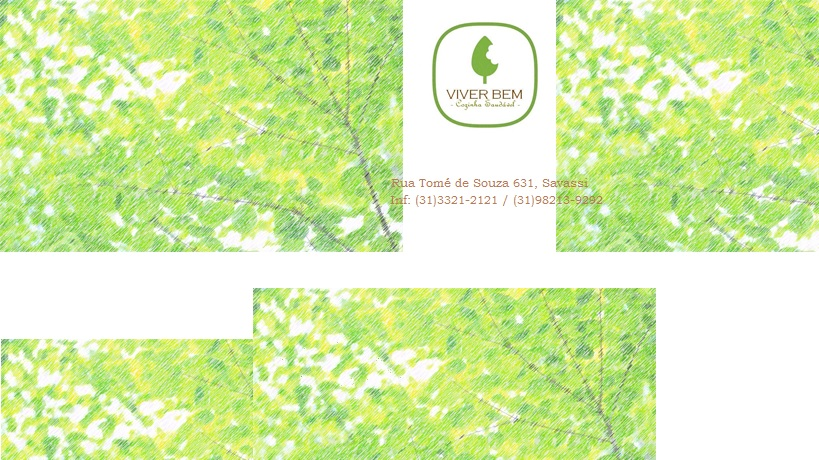 VIVER BEM
- Cozinha Saudável -
Rua Tomé de Souza 631, Savassi
Inf: (31)3321-2121 / (31)98213-9292